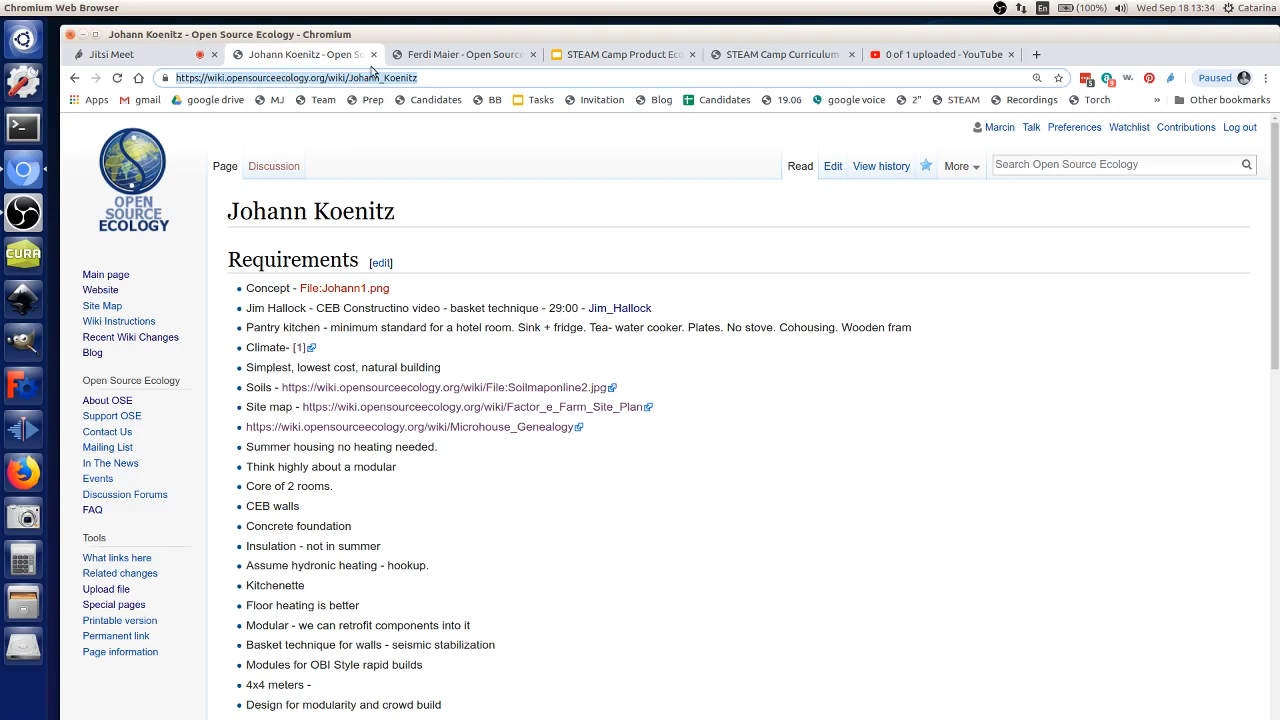 Chromium Web Browser
En (100%) Wed Sep 18 13:34 Catarina
Johann Koenitz - Open Source Ecology - Chromium
Jitsi Meet
Johann Koenitz - Open So
Ferdi Maier - Open Source
STEAM Camp Product Ec
STEAM Camp Curriculum
0 of 1 uploaded - YouTube
https://wiki.opensourceecology.org/wiki/Johann_Koenitz
Paused
Apps gmail google drive MJ Team Prep Candidates BB Tasks Invitation Blog Candidates 19.06 google voice 2" STEAM Recordings Torch » Other bookmarks
Marcin Talk Preferences Watchlist Contributions Log out
Page Discussion Read Edit View history More Search Open Source Ecology
OPEN
SOURCE
ECOLOGY
CURA
Main page
Website
Site Map
Wiki Instructions
Recent Wiki Changes
Blog
Open Source Ecology
About OSE
Support OSE
Contact Us
Mailing List
In The News
Events
Discussion Forums
FAQ
Tools
What links here
Related changes
Upload file
Special pages
Printable version
Permanent link
Page information
Johann Koenitz
Requirements [edit]
Concept - File:Johann1.png
Jim Hallock - CEB Constructino video - basket technique - 29:00 - Jim_Hallock
Pantry kitchen - minimum standard for a hotel room. Sink + fridge. Tea- water cooker. Plates. No stove. Cohousing. Wooden fram
Climate- [1]
Simplest, lowest cost, natural building
Soils - https://wiki.opensourceecology.org/wiki/File:Soilmaponline2.jpg
Site map - https://wiki.opensourceecology.org/wiki/Factor_e_Farm_Site_Plan
https://wiki.opensourceecology.org/wiki/Microhouse_Genealogy
Summer housing no heating needed.
Think highly about a modular
Core of 2 rooms.
CEB walls
Concrete foundation
Insulation - not in summer
Assume hydronic heating - hookup.
Kitchenette
Floor heating is better
Modular - we can retrofit components into it
Basket technique for walls - seismic stabilization
Modules for OBI Style rapid builds
4x4 meters -
Design for modularity and crowd build